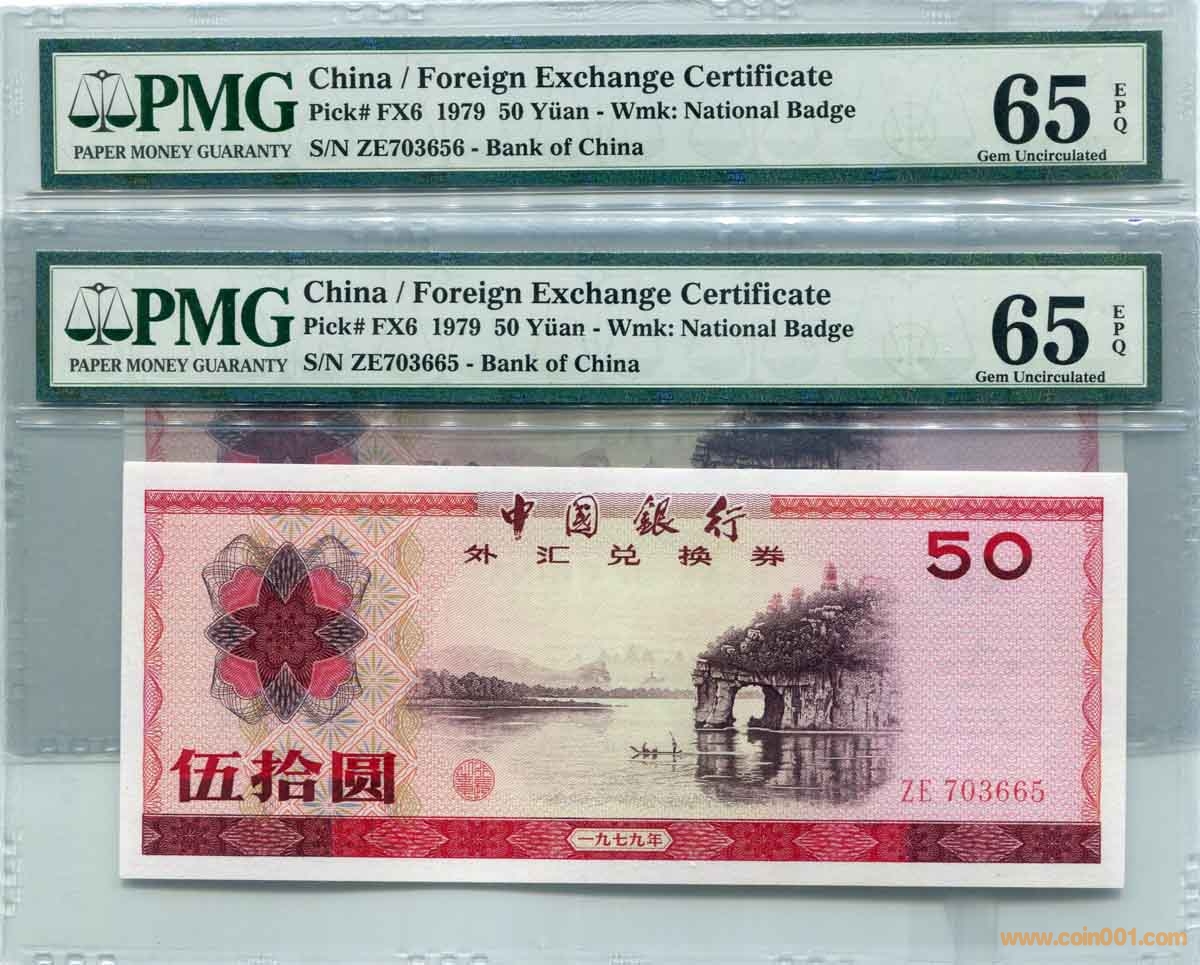 PMG
PAPER MONEY GUARANTY
China / Foreign Exchange Certificate
Pick# FX6 1979 50 Yüan - Wmk: National Badge
S/N ZE703656 - Bank of China
65
EPQ
Gem Uncirculated
PMG
PAPER MONEY GUARANTY
China / Foreign Exchange Certificate
Pick# FX6 1979 50 Yüan - Wmk: National Badge
S/N ZE703665 - Bank of China
65
EPQ
Gem Uncirculated
中國銀行
外汇兑换券
50
伍拾圆
ZE 703665
一九七九年
www.coin001.com